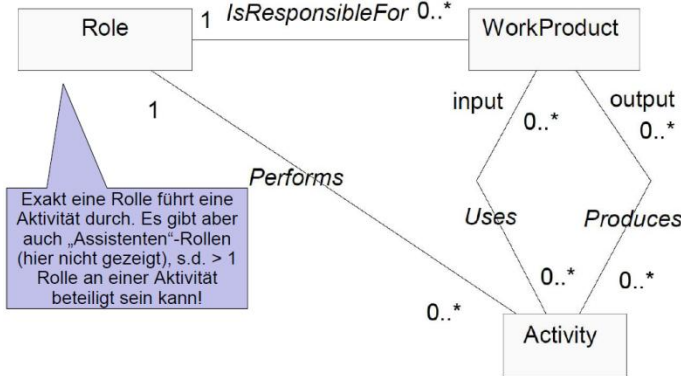 Role
1
IsResponsibleFor
0..*
WorkProduct
input
0..*
output
0..*
1
Performs
Exakt eine Rolle führt eine
Aktivität durch. Es gibt aber
auch „Assistenten“-Rollen
(hier nicht gezeigt), s.d. > 1
Rolle an einer Aktivität
beteiligt sein kann!
Uses
Produces
0..*
0..*
0..*
Activity